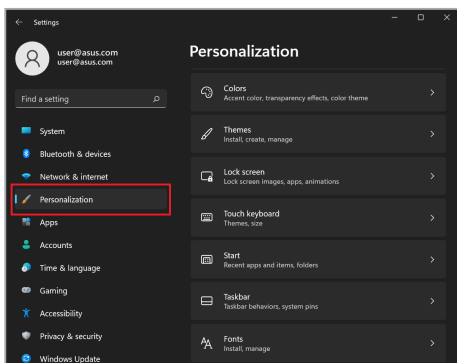 Settings
user@asus.com
user@asus.com
Find a setting
System
Bluetooth & devices
Network & internet
Personalization
Apps
Accounts
Time & language
Gaming
Accessibility
Privacy & security
Windows Update
Personalization
Colors
Accent color, transparency effects, color theme
Themes
Install, create, manage
Lock screen
Lock screen images, apps, animations
Touch keyboard
Themes, size
Start
Recent apps and items, folders
Taskbar
Taskbar behaviors, system pins
Fonts
Install, manage